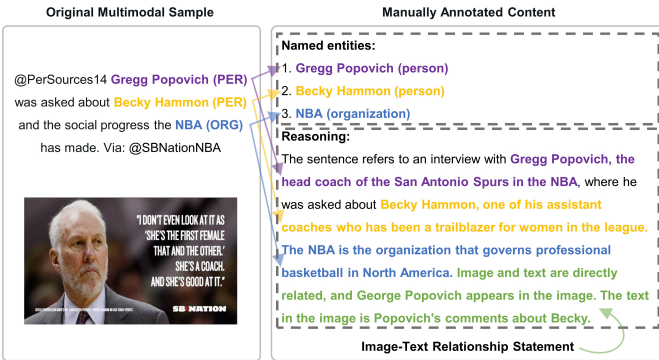 Original Multimodal Sample
@PerSources14 Gregg Popovich (PER)
was asked about Becky Hammon (PER)
and the social progress the NBA (ORG)
has made. Via: @SBNationNBA
"I DON'T EVEN LOOK AT IT AS
'SHE'S THE FIRST FEMALE
THAT AND THE OTHER.'
SHE'S A COACH.
AND SHE'S GOOD AT IT."
SB NATION
Manually Annotated Content
Named entities:
1. Gregg Popovich (person)
2. Becky Hammon (person)
3. NBA (organization)
Reasoning:
The sentence refers to an interview with Gregg Popovich, the
head coach of the San Antonio Spurs in the NBA, where he
was asked about Becky Hammon, one of his assistant
coaches who has been a trailblazer for women in the league.
The NBA is the organization that governs professional
basketball in North America. Image and text are directly
related, and George Popovich appears in the image. The text
in the image is Popovich's comments about Becky.
Image-Text Relationship Statement